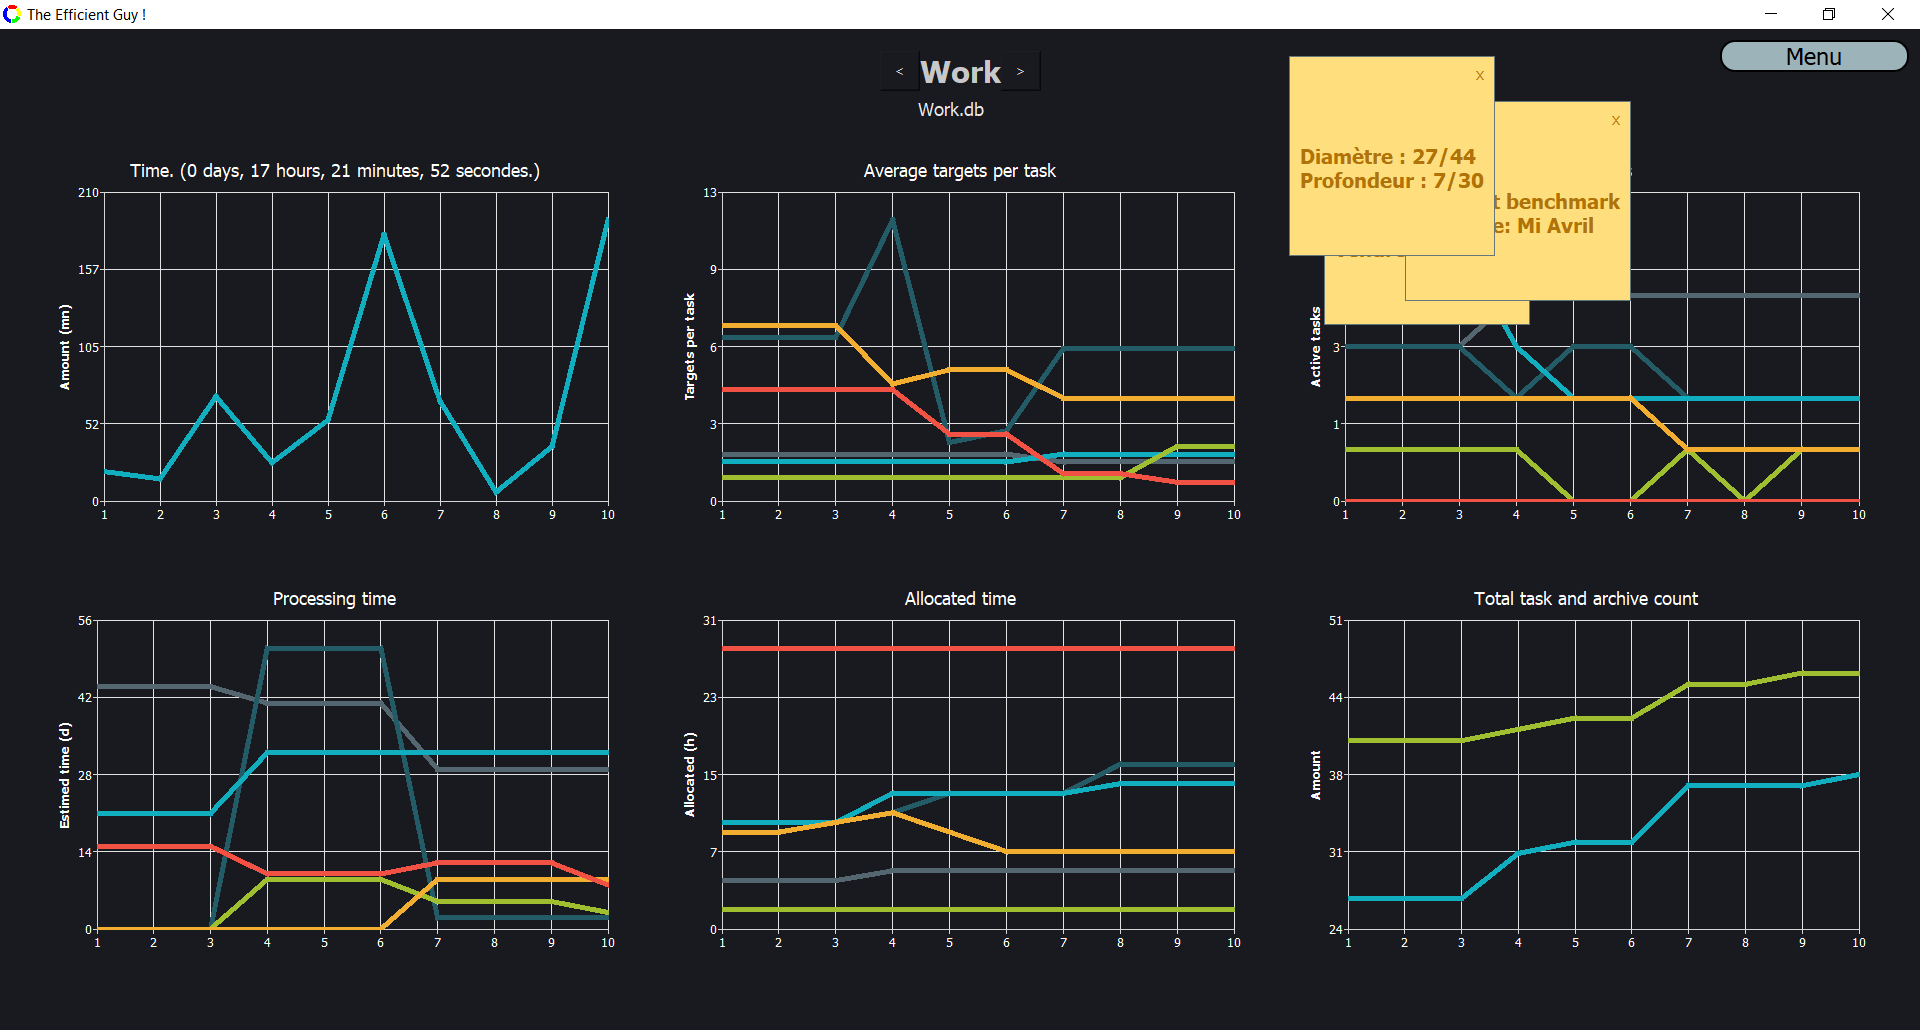 The Efficient Guy !
< Work >
Work.db
Menu
x
Diamètre : 27/44
Profondeur : 7/30
x
benchmark
Mi Avril
Time. (0 days, 17 hours, 21 minutes, 52 secondes.)
Amount (mn)
210
157
105
52
0
1 2 3 4 5 6 7 8 9 10
Average targets per task
Targets per task
13
9
6
3
0
1 2 3 4 5 6 7 8 9 10
Active tasks
3
1
0
1 2 3 4 5 6 7 8 9 10
Processing time
Estimed time (d)
56
42
28
14
0
1 2 3 4 5 6 7 8 9 10
Allocated time
Allocated (h)
31
23
15
7
0
1 2 3 4 5 6 7 8 9 10
Total task and archive count
Amount
51
44
38
31
24
1 2 3 4 5 6 7 8 9 10